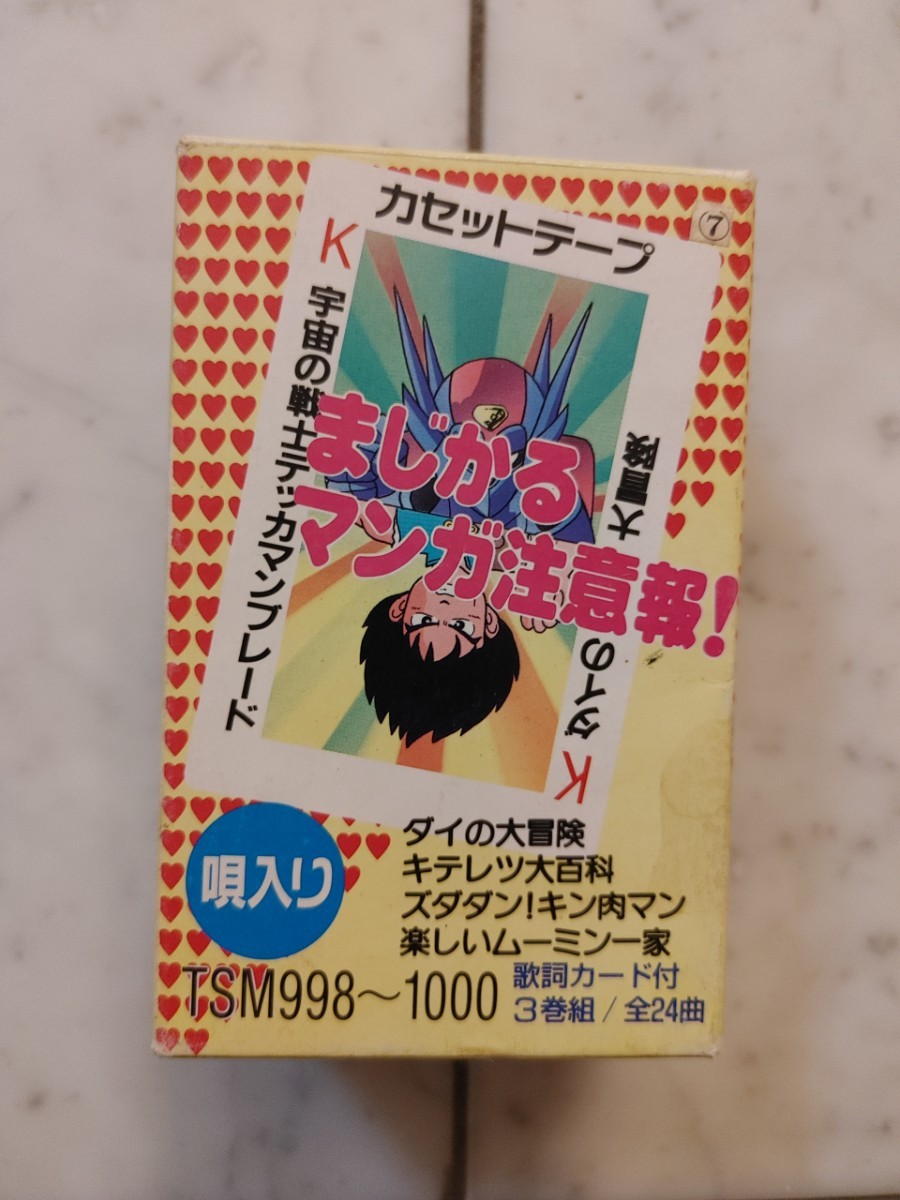 カセットテープ
⑦
K
宇宙の戦士テッカマンブレード
まじかる
マンガ注意報!
ダイの大冒険
K
唄入り
ダイの大冒険
キテレツ大百科
ズダダン!キン肉マン
楽しいムーミン一家
TSM998〜1000
歌詞カード付
3巻組/全24曲